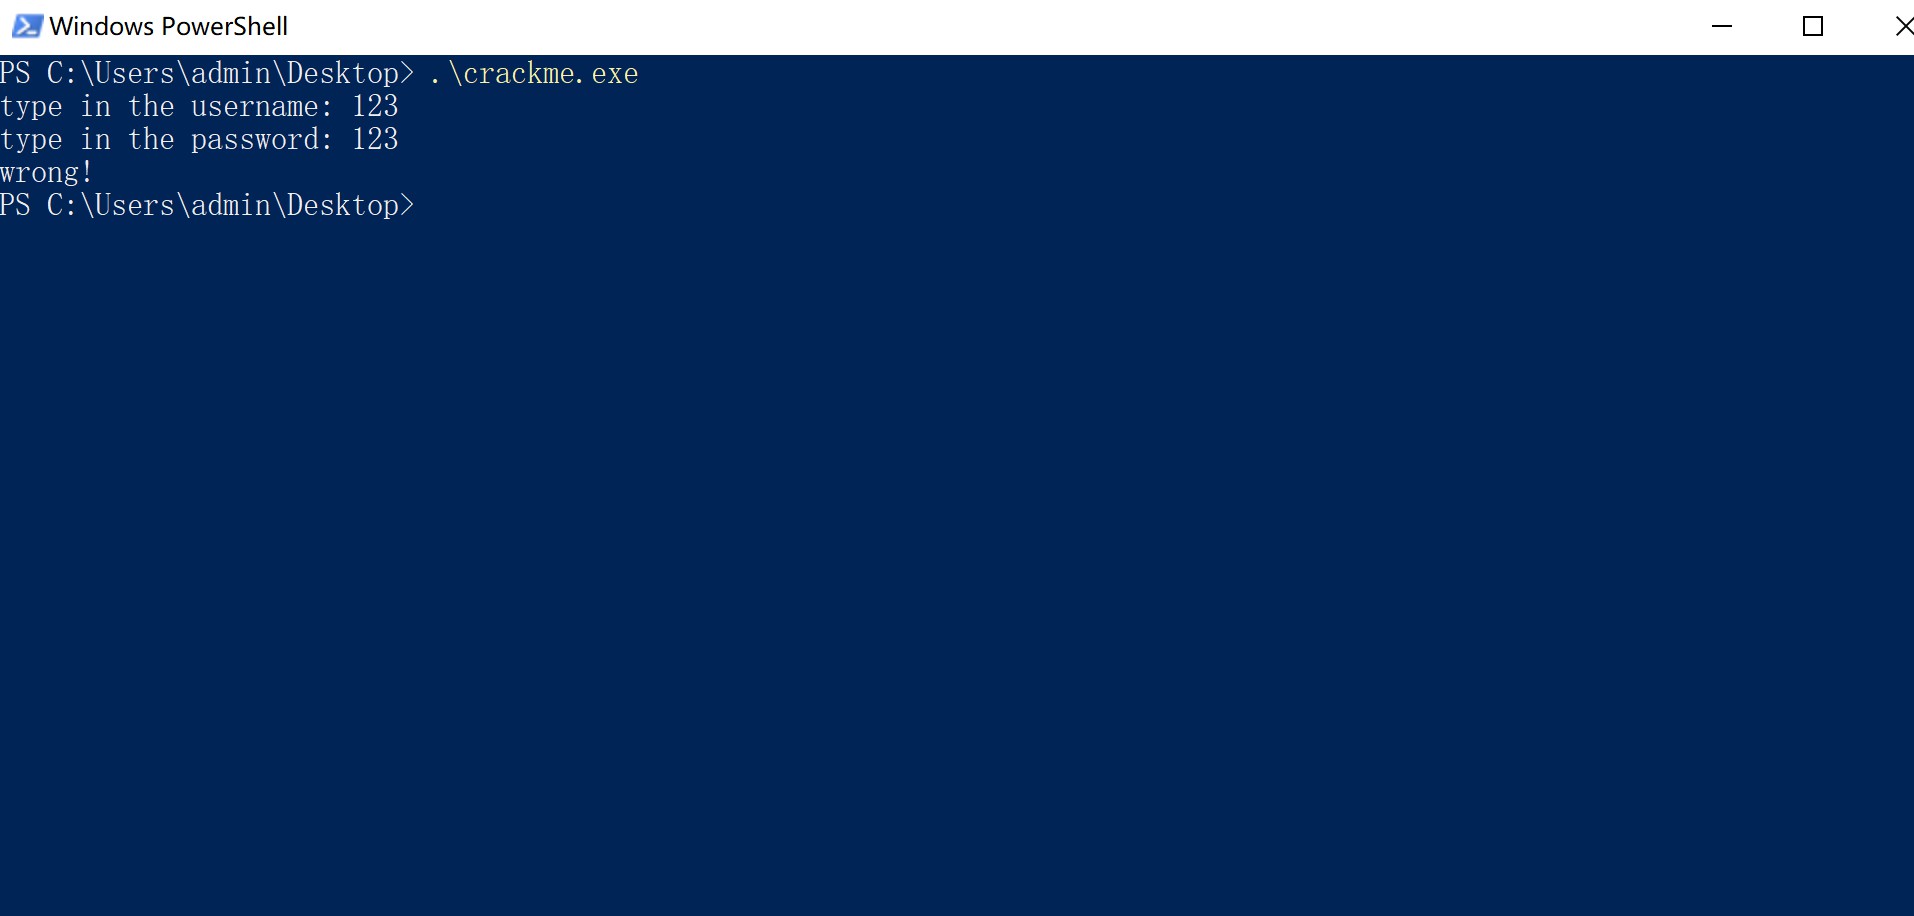 Windows PowerShell
PS C:\Users\admin\Desktop> .\crackme.exe
type in the username: 123
type in the password: 123
wrong!
PS C:\Users\admin\Desktop>